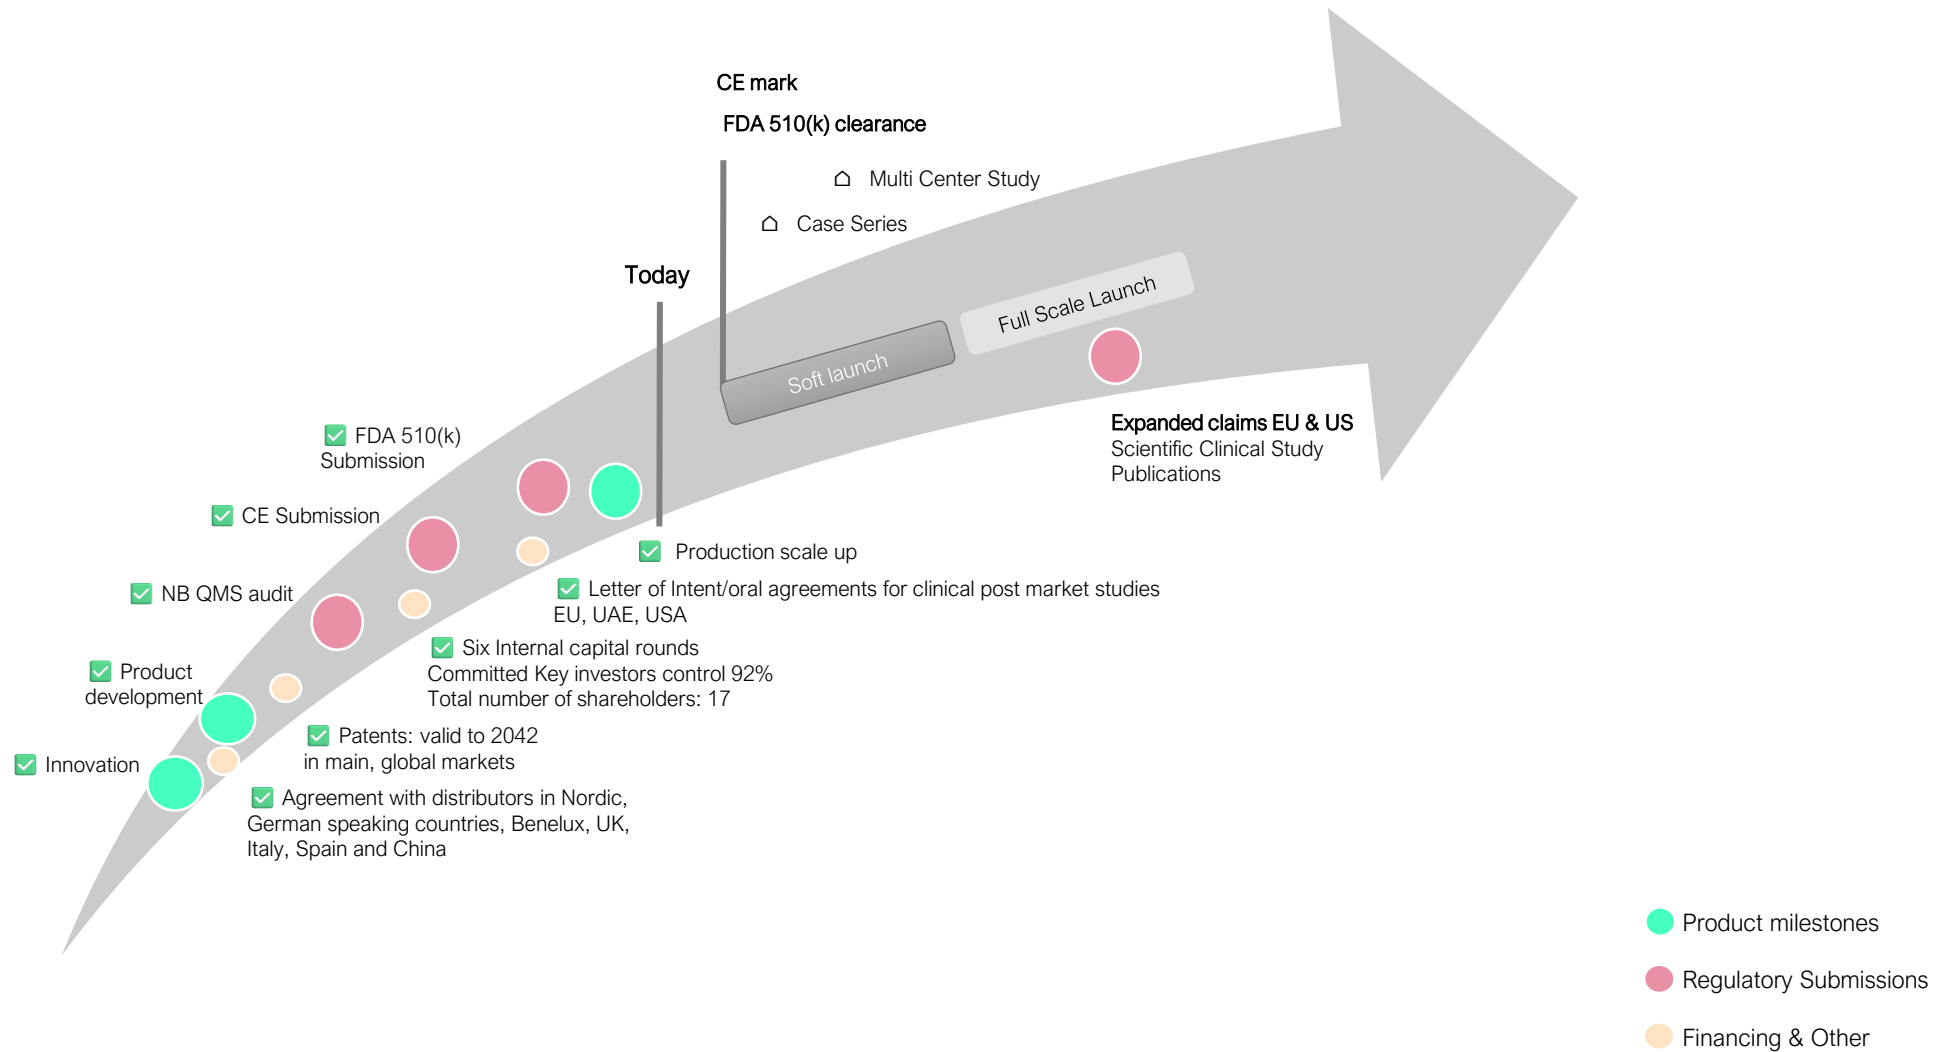 CE mark
FDA 510(k) clearance
Multi Center Study
Case Series
Today
Full Scale Launch
Soft launch
Expanded claims EU & US
Scientific Clinical Study
Publications
FDA 510(k)
Submission
CE Submission
NB QMS audit
Product
development
Innovation
Production scale up
Letter of Intent/oral agreements for clinical post market studies
EU, UAE, USA
Six Internal capital rounds
Committed Key investors control 92%
Total number of shareholders: 17
Patents: valid to 2042
in main, global markets
Agreement with distributors in Nordic,
German speaking countries, Benelux, UK,
Italy, Spain and China
Product milestones
Regulatory Submissions
Financing & Other